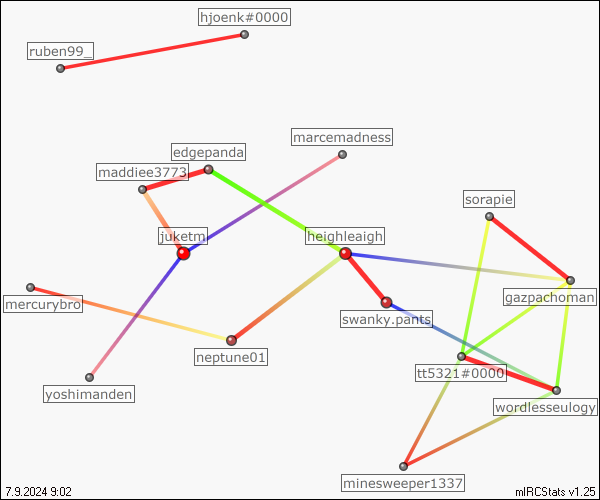 hjoenk#0000
ruben99_
marcemadness
edgepanda
maddiee3773
sorapie
juketm
heighleaigh
gazpachoman
mercurybro
swanky.pants
neptune01
tt5321#0000
yoshimanden
wordlesseulogy
minesweeper1337
7.9.2024 9:02
mIRCStats v1.25